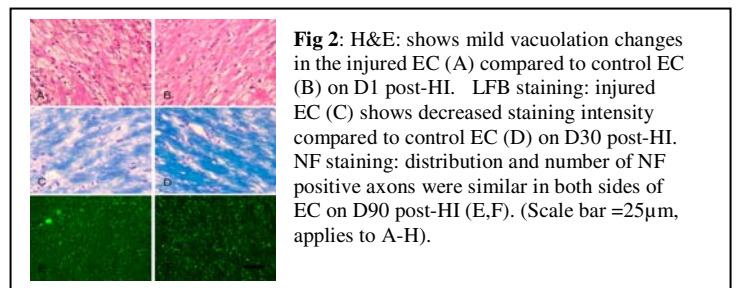 Fig 2: H&E: shows mild vacuolation changes
in the injured EC (A) compared to control EC
(B) on D1 post-HI. LFB staining: injured
EC (C) shows decreased staining intensity
compared to control EC (D) on D30 post-HI.
NF staining: distribution and number of NF
positive axons were similar in both sides of
EC on D90 post-HI (E,F). (Scale bar =25µm,
applies to A-H).
A
B
C
D
E